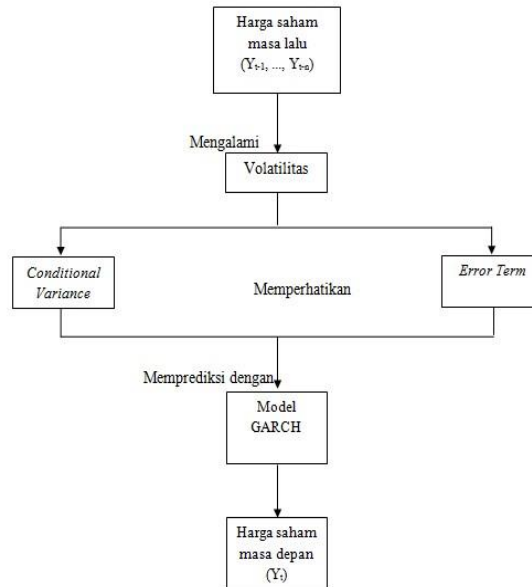 Harga saham
masa lalu
(Yₜ₋₁, ..., Yₜ₋ₙ)
Mengalami
Volatilitas
Conditional
Variance
Memperhatikan
Error Term
Memprediksi dengan
Model
GARCH
Harga saham
masa depan
(Yₜ)